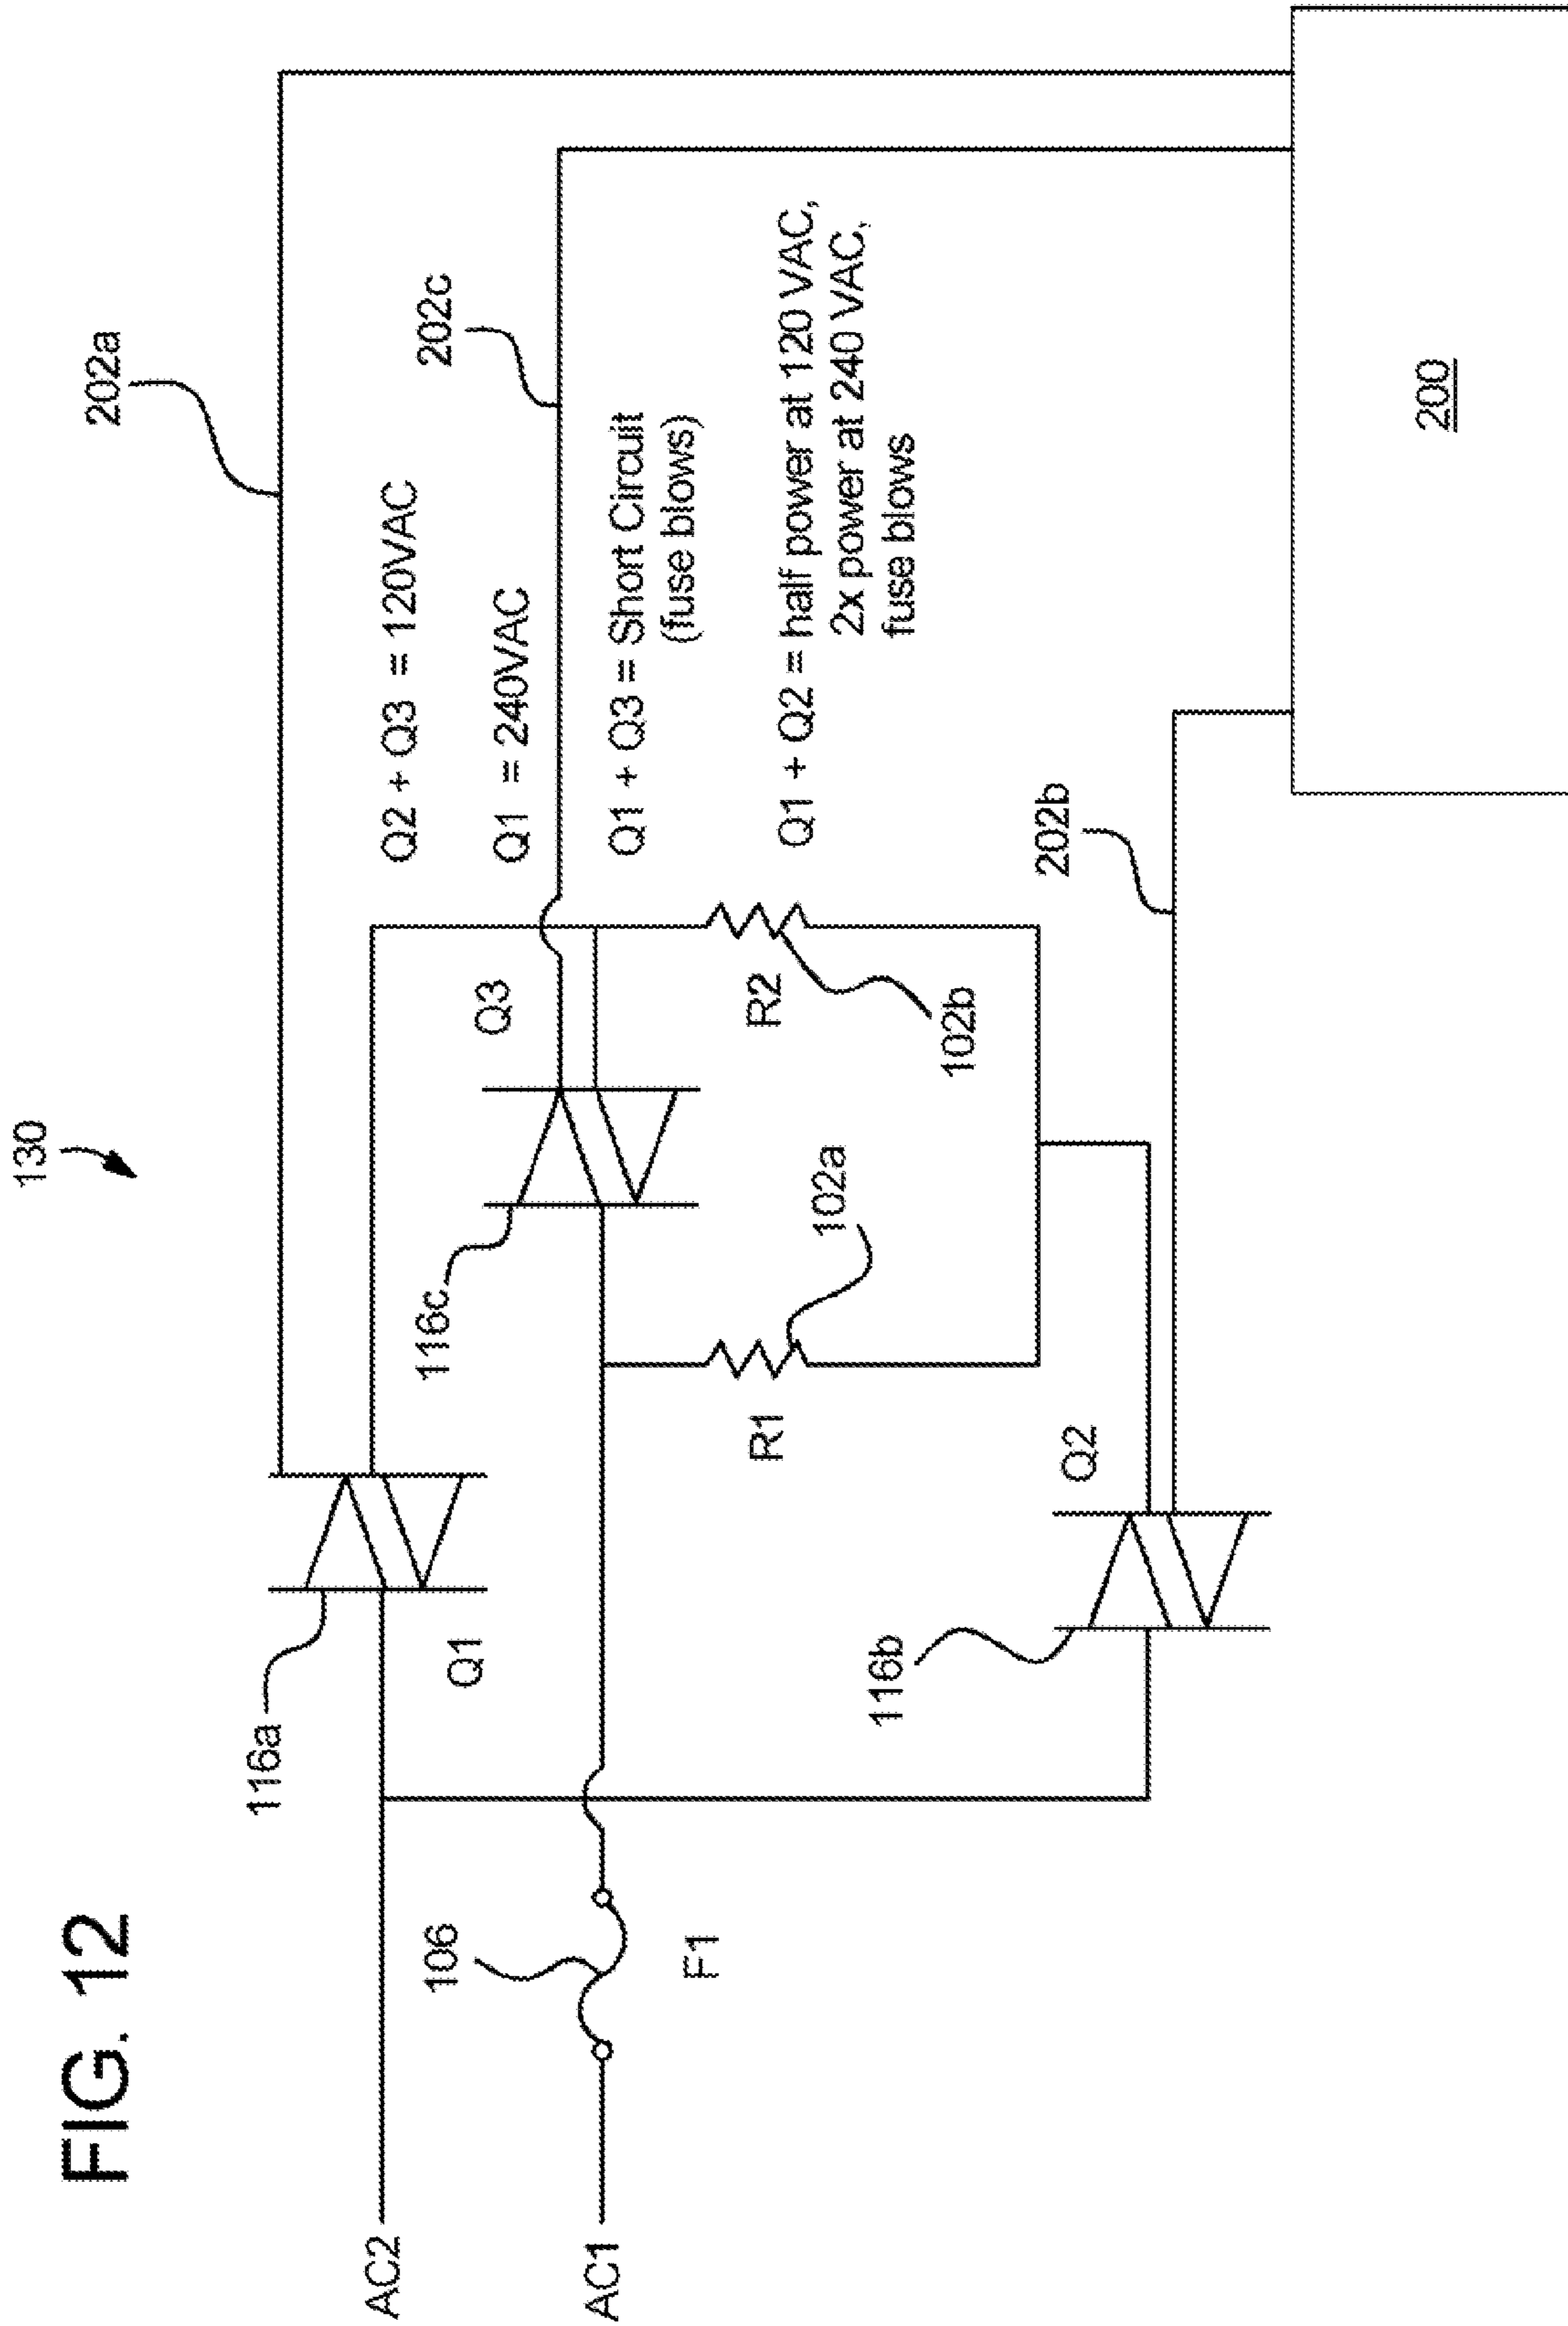 FIG. 12
130
202a
116a
Q1
Q2 + Q3 = 120VAC
Q1 = 240VAC
Q1 + Q3 = Short Circuit
(fuse blows)
Q1 + Q2 = half power at 120 VAC,
2x power at 240 VAC,
fuse blows
202c
Q3
116c
AC2
106
F1
AC1
R1
102a
R2
102b
116b
Q2
202b
200